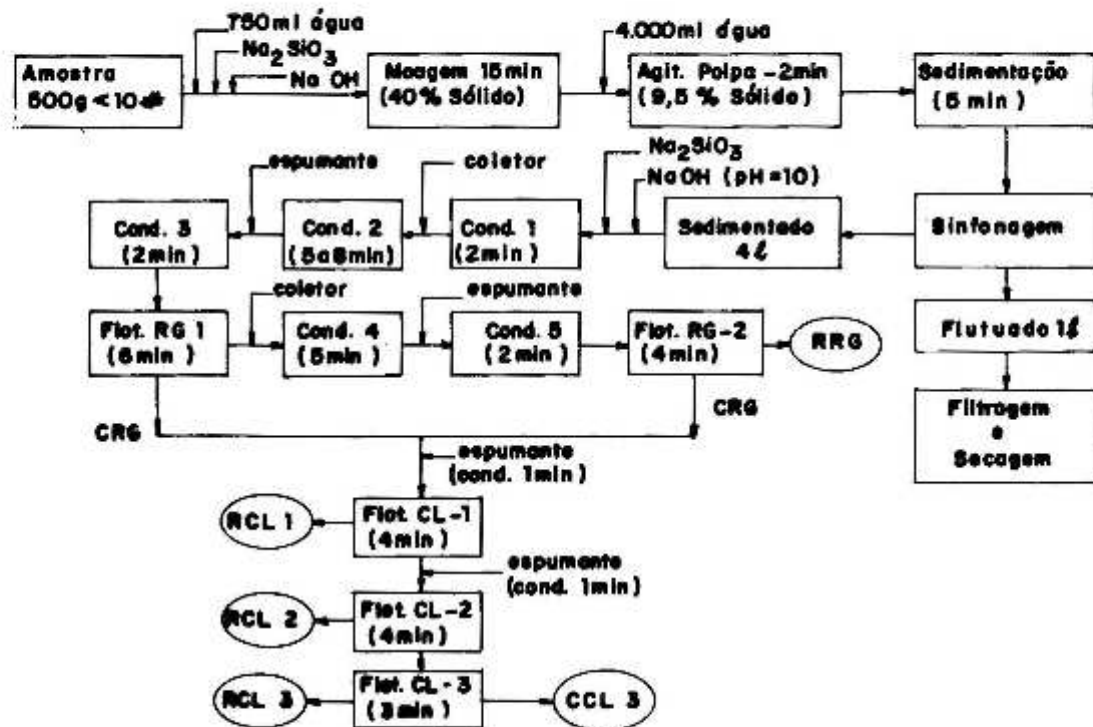 750ml água
Na2SiO3
Na OH
4.000ml água
Amostra
500g < 10#
Moagem 15min
(40% Sólido)
Agit. Polpa -2min
(9,5 % Sólido)
Sedimentação
(5 min)
espumante
coletor
Na2SiO3
NaOH (pH=10)
Cond. 3
(2min)
Cond. 2
(5a6min)
Cond. 1
(2min)
Sedimentado
4ℓ
Sinfonagem
coletor
espumante
Flot. RG 1
(6min)
Cond. 4
(5min)
Cond. 5
(2min)
Flot. RG-2
(4min)
RRG
Flutuado 1ℓ
CRG
CRG
Filtragem
e
Secagem
espumante
(cond. 1min)
RCL 1
Flot. CL-1
(4min)
espumante
(cond. 1min)
RCL 2
Flot. CL-2
(4min)
RCL 3
Flot. CL-3
(3min)
CCL 3